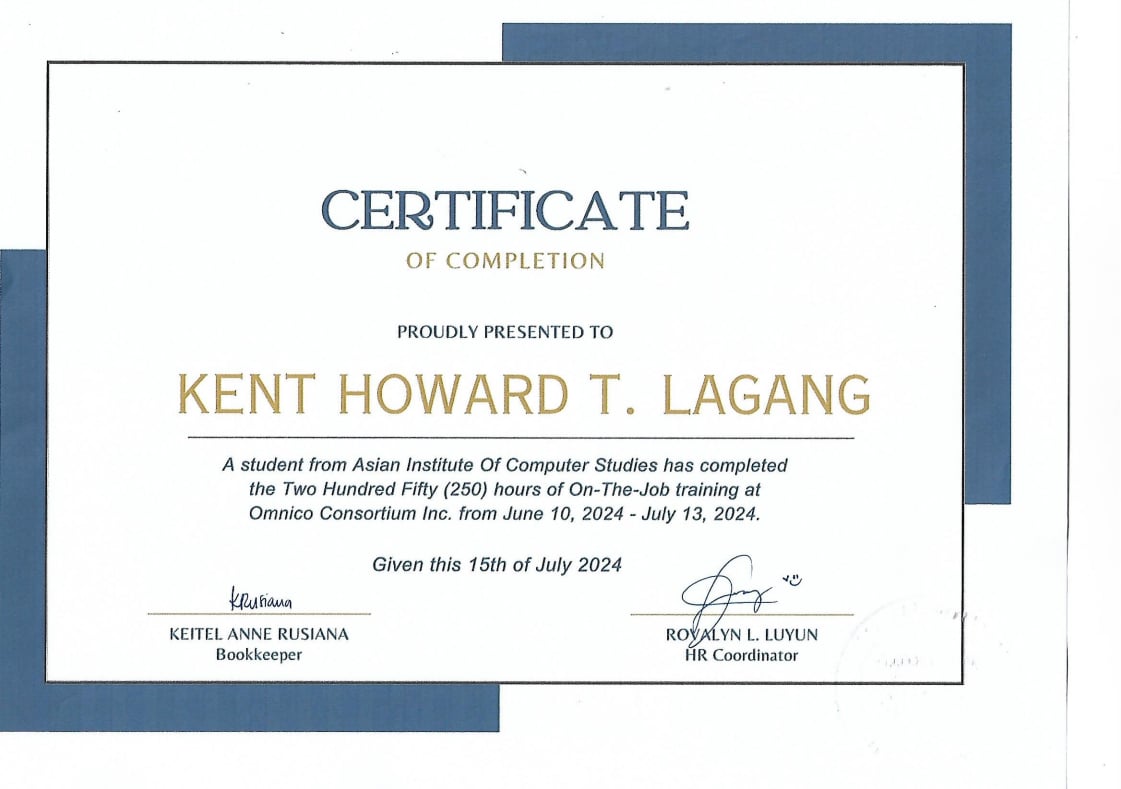 CERTIFICATE
OF COMPLETION
PROUDLY PRESENTED TO
KENT HOWARD T. LAGANG
A student from Asian Institute Of Computer Studies has completed
the Two Hundred Fifty (250) hours of On-The-Job training at
Omnico Consortium Inc. from June 10, 2024 - July 13, 2024.
Given this 15th of July 2024
KRusiana
KEITEL ANNE RUSIANA
Bookkeeper
ROVALYN L. LUYUN
HR Coordinator